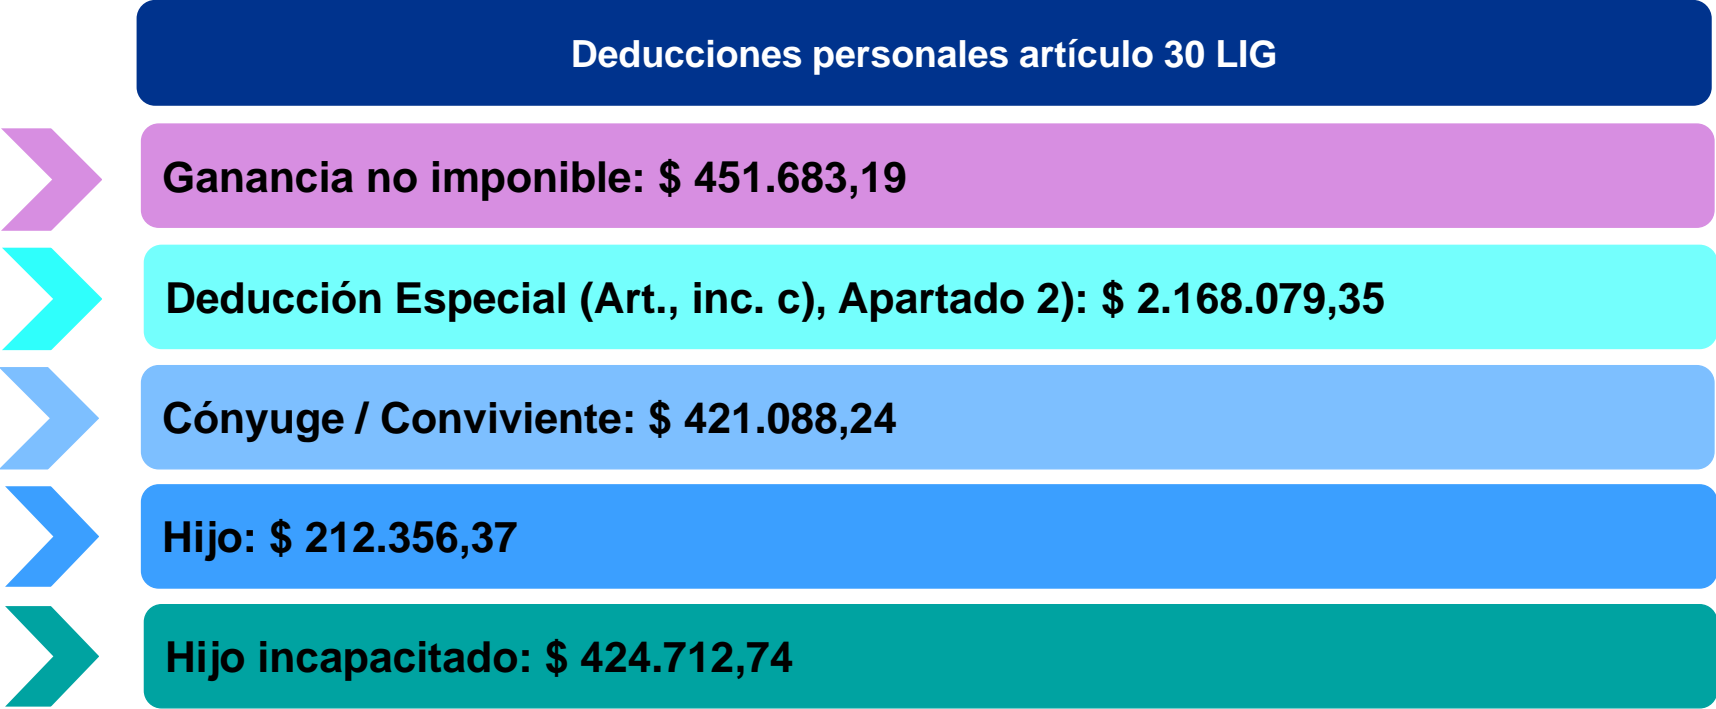 Deducciones personales artículo 30 LIG
Ganancia no imponible: $ 451.683,19
Deducción Especial (Art., inc. c), Apartado 2): $ 2.168.079,35
Cónyuge / Conviviente: $ 421.088,24
Hijo: $ 212.356,37
Hijo incapacitado: $ 424.712,74